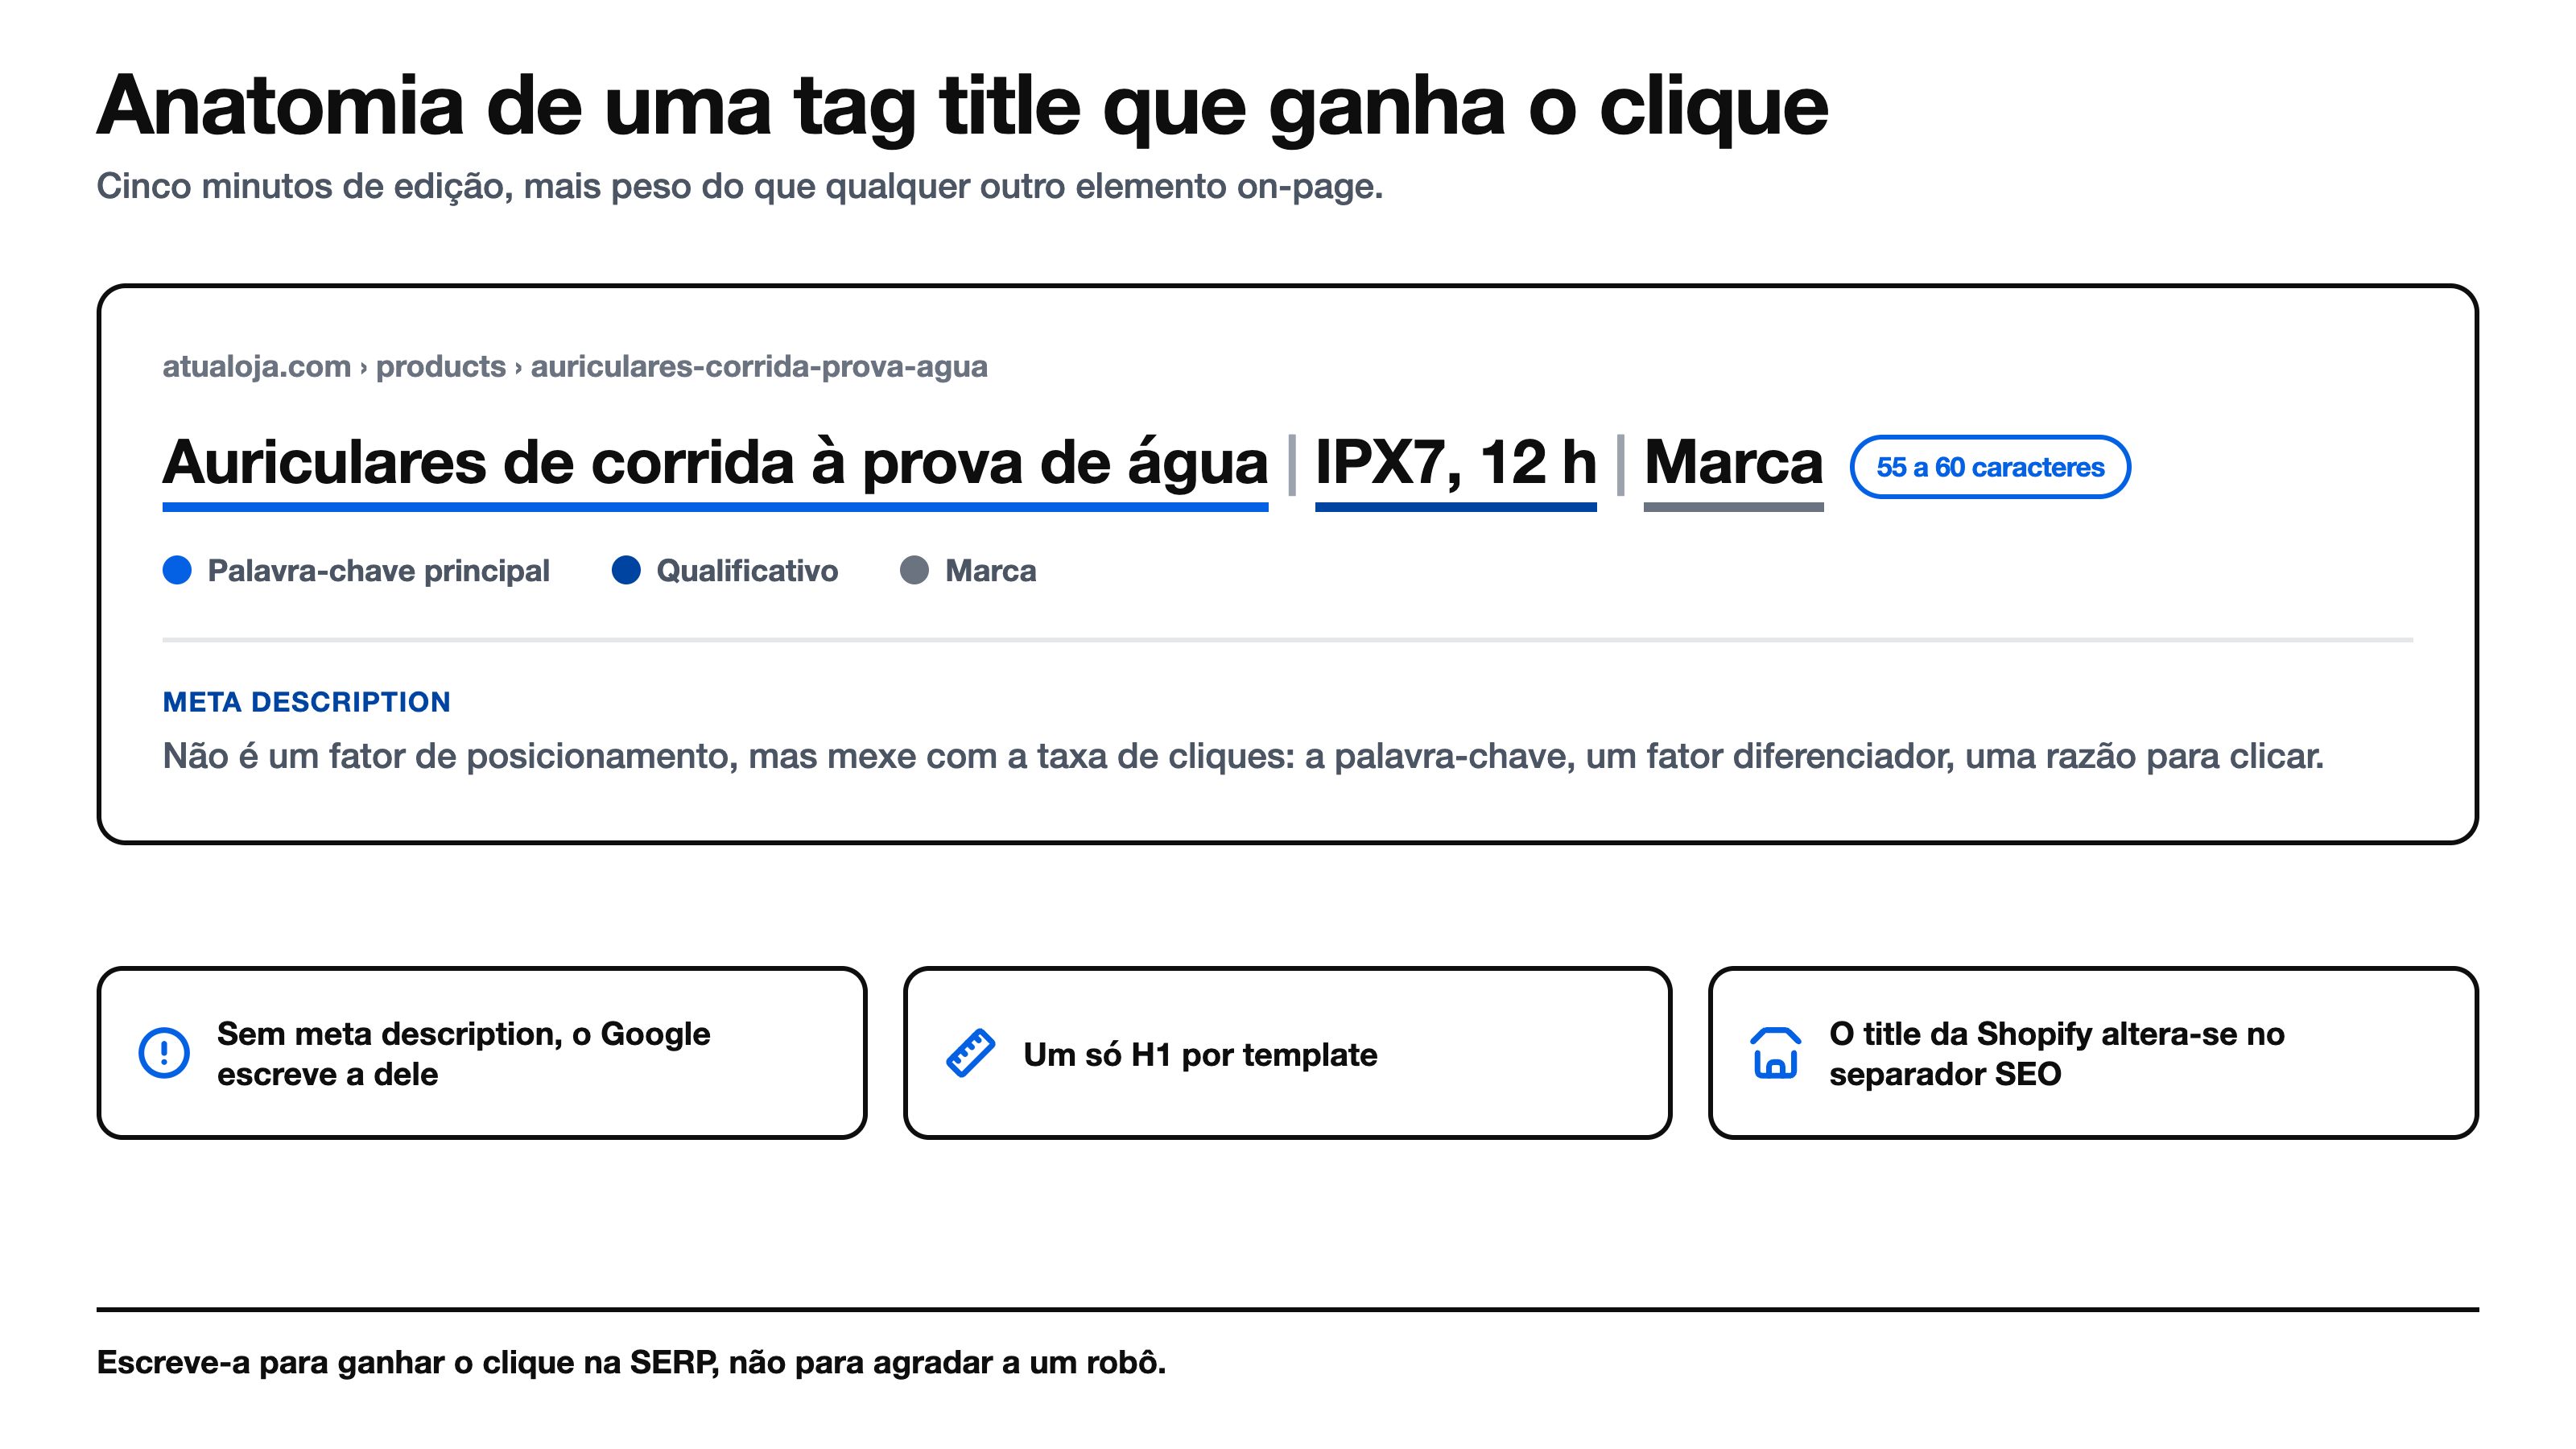 Anatomia de uma tag title que ganha o clique
Cinco minutos de edição, mais peso do que qualquer outro elemento on-page.
atualoja.com › products › auriculares-corrida-prova-agua
Auriculares de corrida à prova de água | IPX7, 12 h | Marca
55 a 60 caracteres
Palavra-chave principal
Qualificativo
Marca
META DESCRIPTION
Não é um fator de posicionamento, mas mexe com a taxa de cliques: a palavra-chave, um fator diferenciador, uma razão para clicar.
Sem meta description, o Google
escreve a dele
Um só H1 por template
O title da Shopify altera-se no
separador SEO
Escreve-a para ganhar o clique na SERP, não para agradar a um robô.